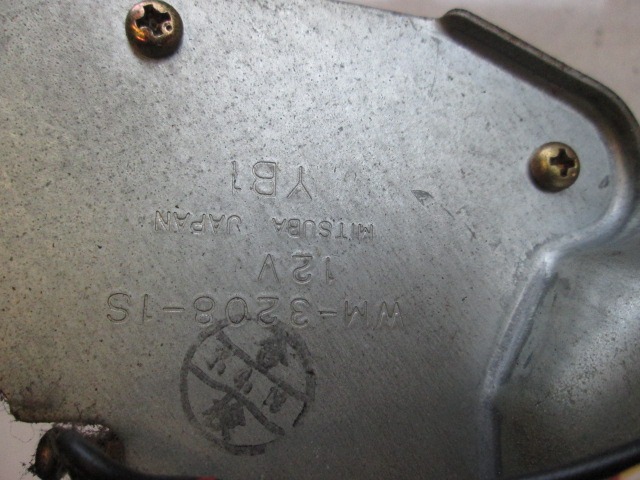 WM-3208-1S
12V
MITSUBA JAPAN
YB1